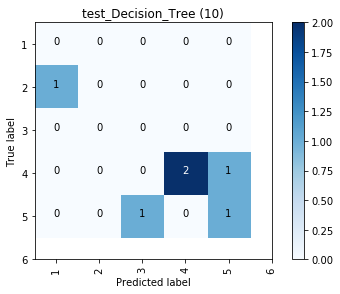 test_Decision_Tree (10)
1 0 0 0 0 0
2 1 0 0 0 0
3 0 0 0 0 0
4 0 0 0 2 1
5 0 0 1 0 1
6
1 2 3 4 5 6
True label
Predicted label
2.00
1.75
1.50
1.25
1.00
0.75
0.50
0.25
0.00